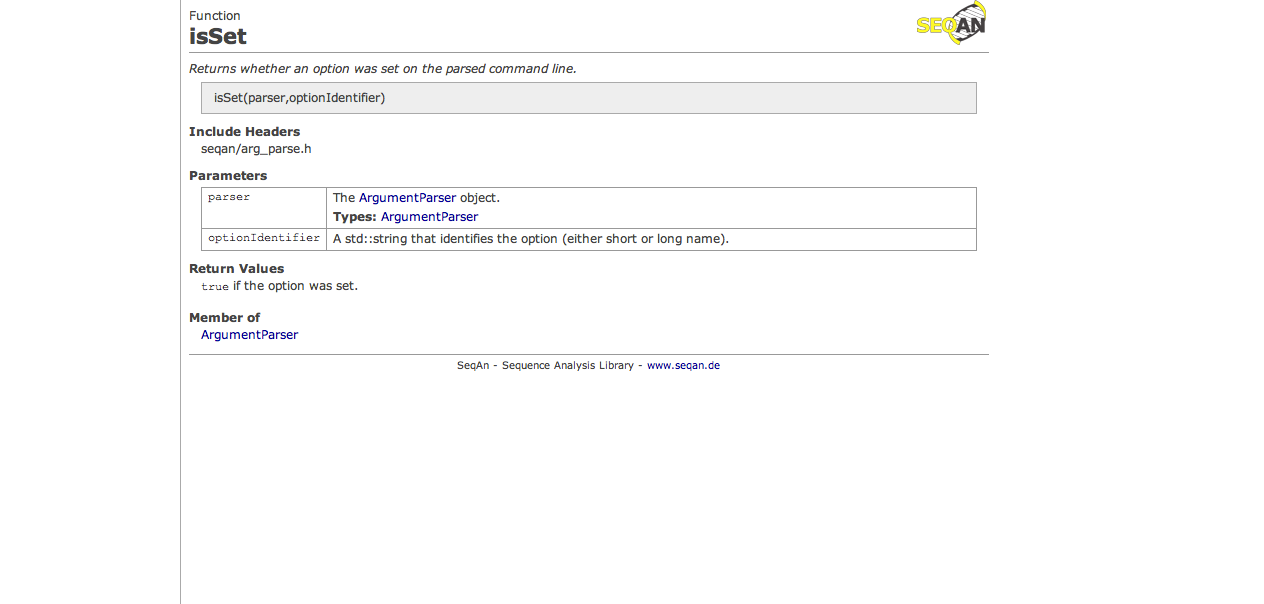 Function
isSet
SEQAN
Returns whether an option was set on the parsed command line.
isSet(parser,optionIdentifier)
Include Headers
seqan/arg_parse.h
Parameters
parser
The ArgumentParser object.
Types: ArgumentParser
optionIdentifier
A std::string that identifies the option (either short or long name).
Return Values
true if the option was set.
Member of
ArgumentParser
SeqAn - Sequence Analysis Library - www.seqan.de